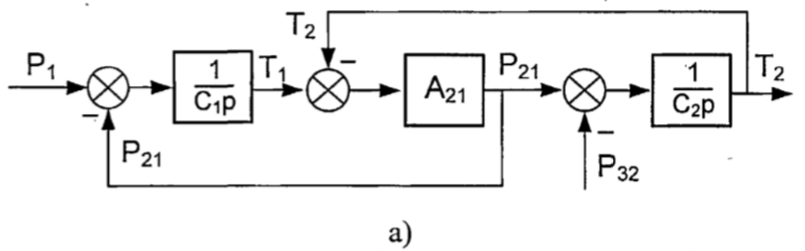 T₂
P₁
1
C₁p
T₁
A₂₁
P₂₁
1
C₂p
T₂
P₂₁
P₃₂
а)